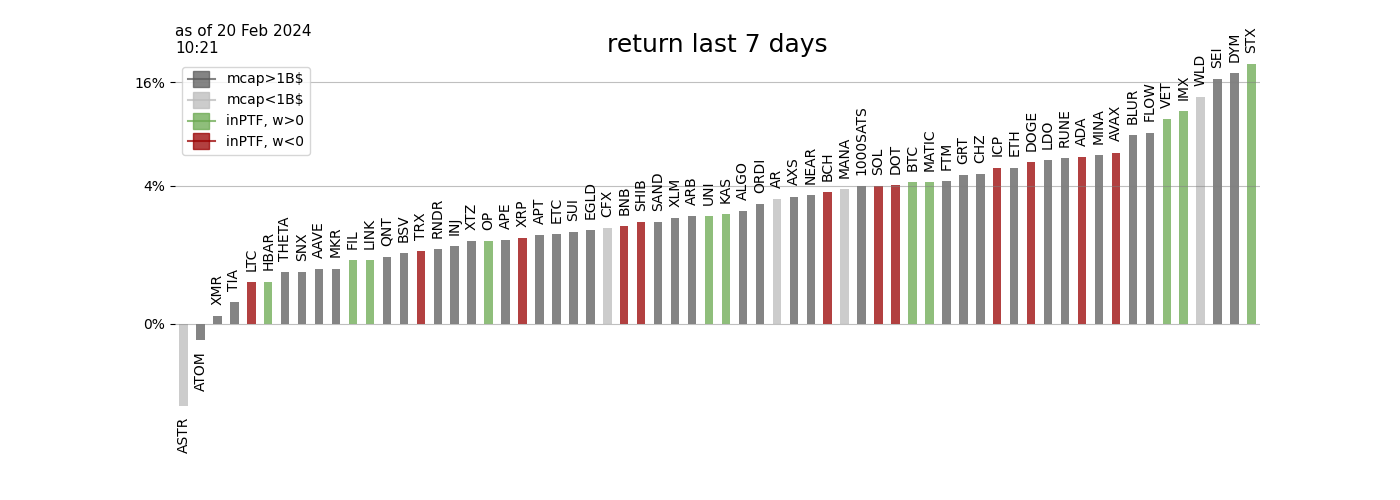 as of 20 Feb 2024
10:21
return last 7 days
16%
4%
0%
mcap>1B$
mcap<1B$
inPTF, w>0
inPTF, w<0
ASTR
ATOM
XMR
TIA
LTC
HBAR
THETA
SNX
AAVE
MKR
FIL
LINK
QNT
BSV
TRX
RNDR
INJ
XTZ
OP
APE
XRP
APT
ETC
SUI
EGLD
CFX
BNB
SHIB
SAND
XLM
ARB
UNI
KAS
ALGO
ORDI
AR
AXS
NEAR
BCH
MANA
1000SATS
SOL
DOT
BTC
MATIC
FTM
GRT
CHZ
ICP
ETH
DOGE
LDO
RUNE
ADA
MINA
AVAX
BLUR
FLOW
VET
IMX
WLD
SEI
DYM
STX